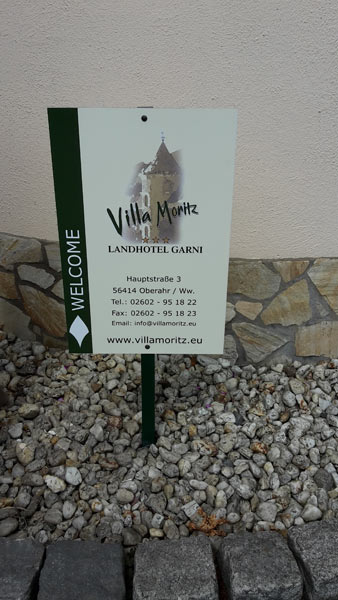 WELCOME
Villa Moritz
LANDHOTEL GARNI
Hauptstraße 3
56414 Oberahr / Ww.
Tel.: 02602 - 95 18 22
Fax: 02602 - 95 18 23
Email: info@villamoritz.eu
www.villamoritz.eu